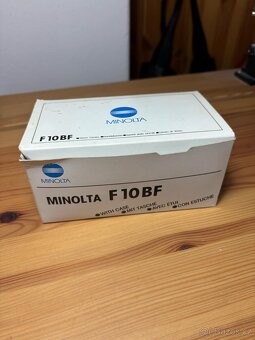 MINOLTA
F10BF
MINOLTA
MINOLTA F10BF
● WITH CASE ● MIT TASCHE ● AVEC ETUI ● CON ESTUCHE